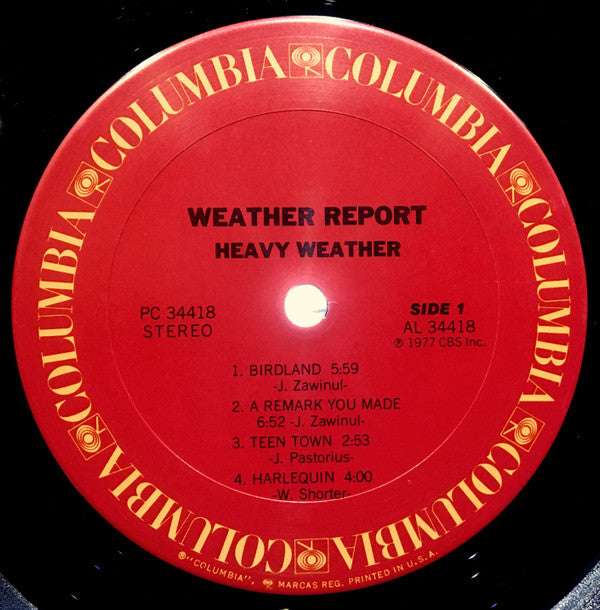 COLUMBIA COLUMBIA COLUMBIA COLUMBIA COLUMBIA COLUMBIA
WEATHER REPORT
HEAVY WEATHER
PC 34418
STEREO
SIDE 1
AL 34418
℗ 1977 CBS Inc.
1. BIRDLAND 5:59
-J. Zawinul-
2. A REMARK YOU MADE
6:52 -J. Zawinul-
3. TEEN TOWN 2:53
-J. Pastorius-
4. HARLEQUIN 4:00
-W. Shorter-
®"COLUMBIA", MARCAS REG. PRINTED IN U.S.A.